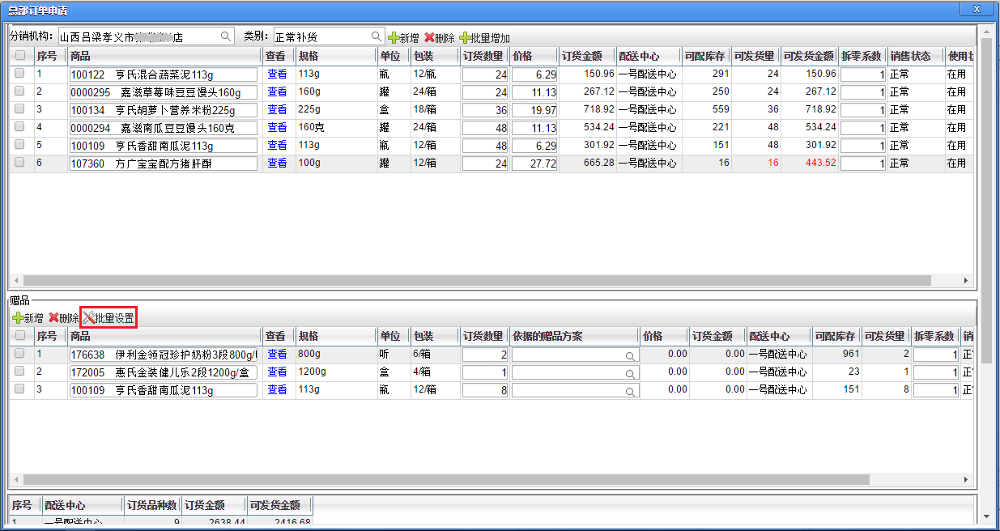 总部订单申请
分销机构： 山西吕梁孝义市 店 类别： 正常补货 新增 删除 批量增加
序号 商品 查看 规格 单位 包装 订货数量 价格 订货金额 配送中心 可配库存 可发货量 可发货金额 拆零系数 销售状态 使用状
1 100122 亨氏混合蔬菜泥113g 查看 113g 瓶 12/瓶 24 6.29 150.96 一号配送中心 291 24 150.96 1 正常 在用
2 0000295 嘉滋草莓味豆豆馒头160g 查看 160g 罐 24/箱 24 11.13 267.12 一号配送中心 250 24 267.12 1 正常 在用
3 100134 亨氏胡萝卜营养米粉225g 查看 225g 盒 18/箱 36 19.97 718.92 一号配送中心 559 36 718.92 1 正常 在用
4 0000294 嘉滋南瓜豆豆馒头160克 查看 160克 罐 24/箱 48 11.13 534.24 一号配送中心 221 48 534.24 1 正常 在用
5 100109 亨氏香甜南瓜泥113g 查看 113g 瓶 12/箱 48 6.29 301.92 一号配送中心 151 48 301.92 1 正常 在用
6 107360 方广宝宝配方猪肝酥 查看 100g 罐 12/箱 24 27.72 665.28 一号配送中心 16 16 443.52 1 正常 在用
赠品
新增 删除 批量设置
序号 商品 查看 规格 单位 包装 订货数量 依据的赠品方案 价格 订货金额 配送中心 可配库存 可发货量 拆零系数 销
1 176638 伊利金领冠珍护奶粉3段800g/ 查看 800g 听 6/箱 2 0.00 0.00 一号配送中心 961 2 1 正
2 172005 惠氏金装健儿乐2段1200g/盒 查看 1200g 盒 4/箱 1 0.00 0.00 一号配送中心 23 1 1 正
3 100109 亨氏香甜南瓜泥113g 查看 113g 瓶 12/箱 8 0.00 0.00 一号配送中心 151 8 1 正
序号 配送中心 订货品种数 订货金额 可发货金额
1 一号配送中心 9 2638.44 2416.68